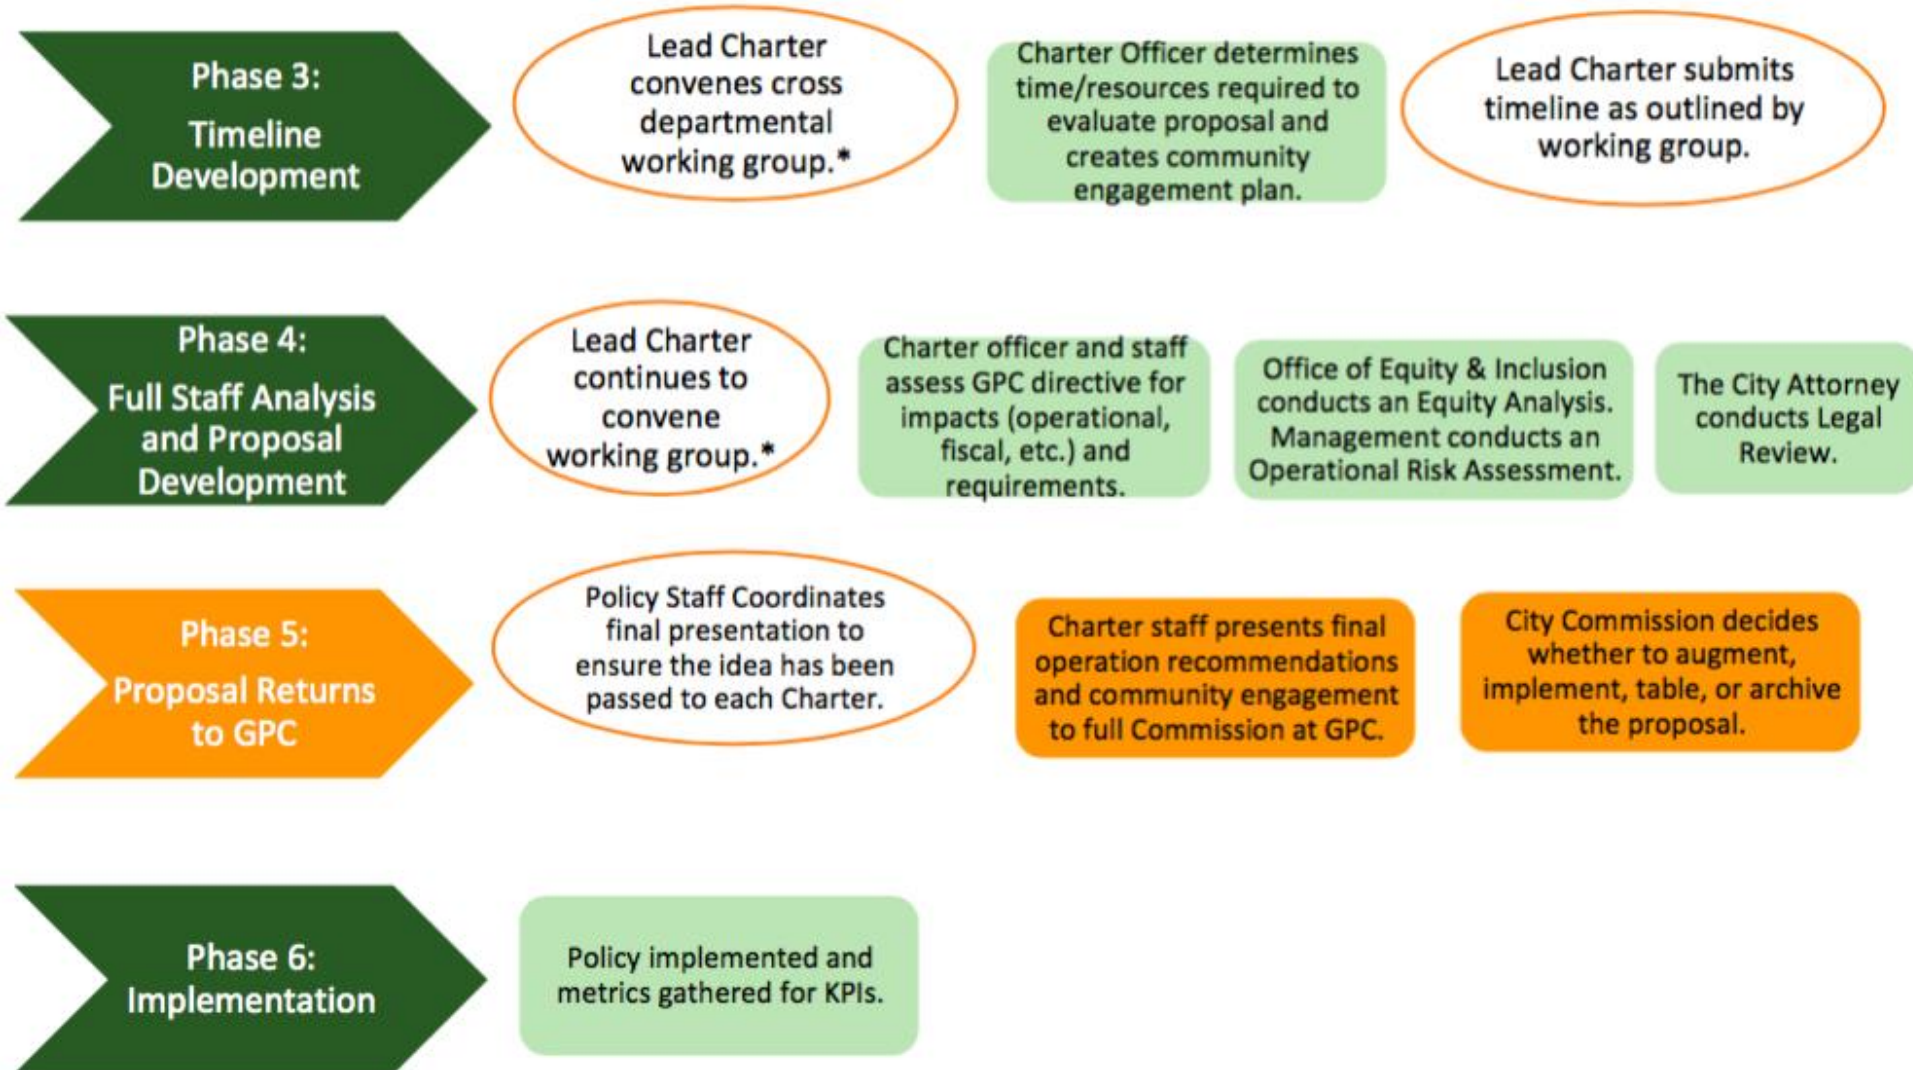 Phase 3:
Timeline
Development
Lead Charter
convenes cross
departmental
working group.*
Charter Officer determines
time/resources required to
evaluate proposal and
creates community
engagement plan.
Lead Charter submits
timeline as outlined by
working group.
Phase 4:
Full Staff Analysis
and Proposal
Development
Lead Charter
continues to
convene
working group.*
Charter officer and staff
assess GPC directive for
impacts (operational,
fiscal, etc.) and
requirements.
Office of Equity & Inclusion
conducts an Equity Analysis.
Management conducts an
Operational Risk Assessment.
The City Attorney
conducts Legal
Review.
Phase 5:
Proposal Returns
to GPC
Policy Staff Coordinates
final presentation to
ensure the idea has been
passed to each Charter.
Charter staff presents final
operation recommendations
and community engagement
to full Commission at GPC.
City Commission decides
whether to augment,
implement, table, or archive
the proposal.
Phase 6:
Implementation
Policy implemented and
metrics gathered for KPIs.